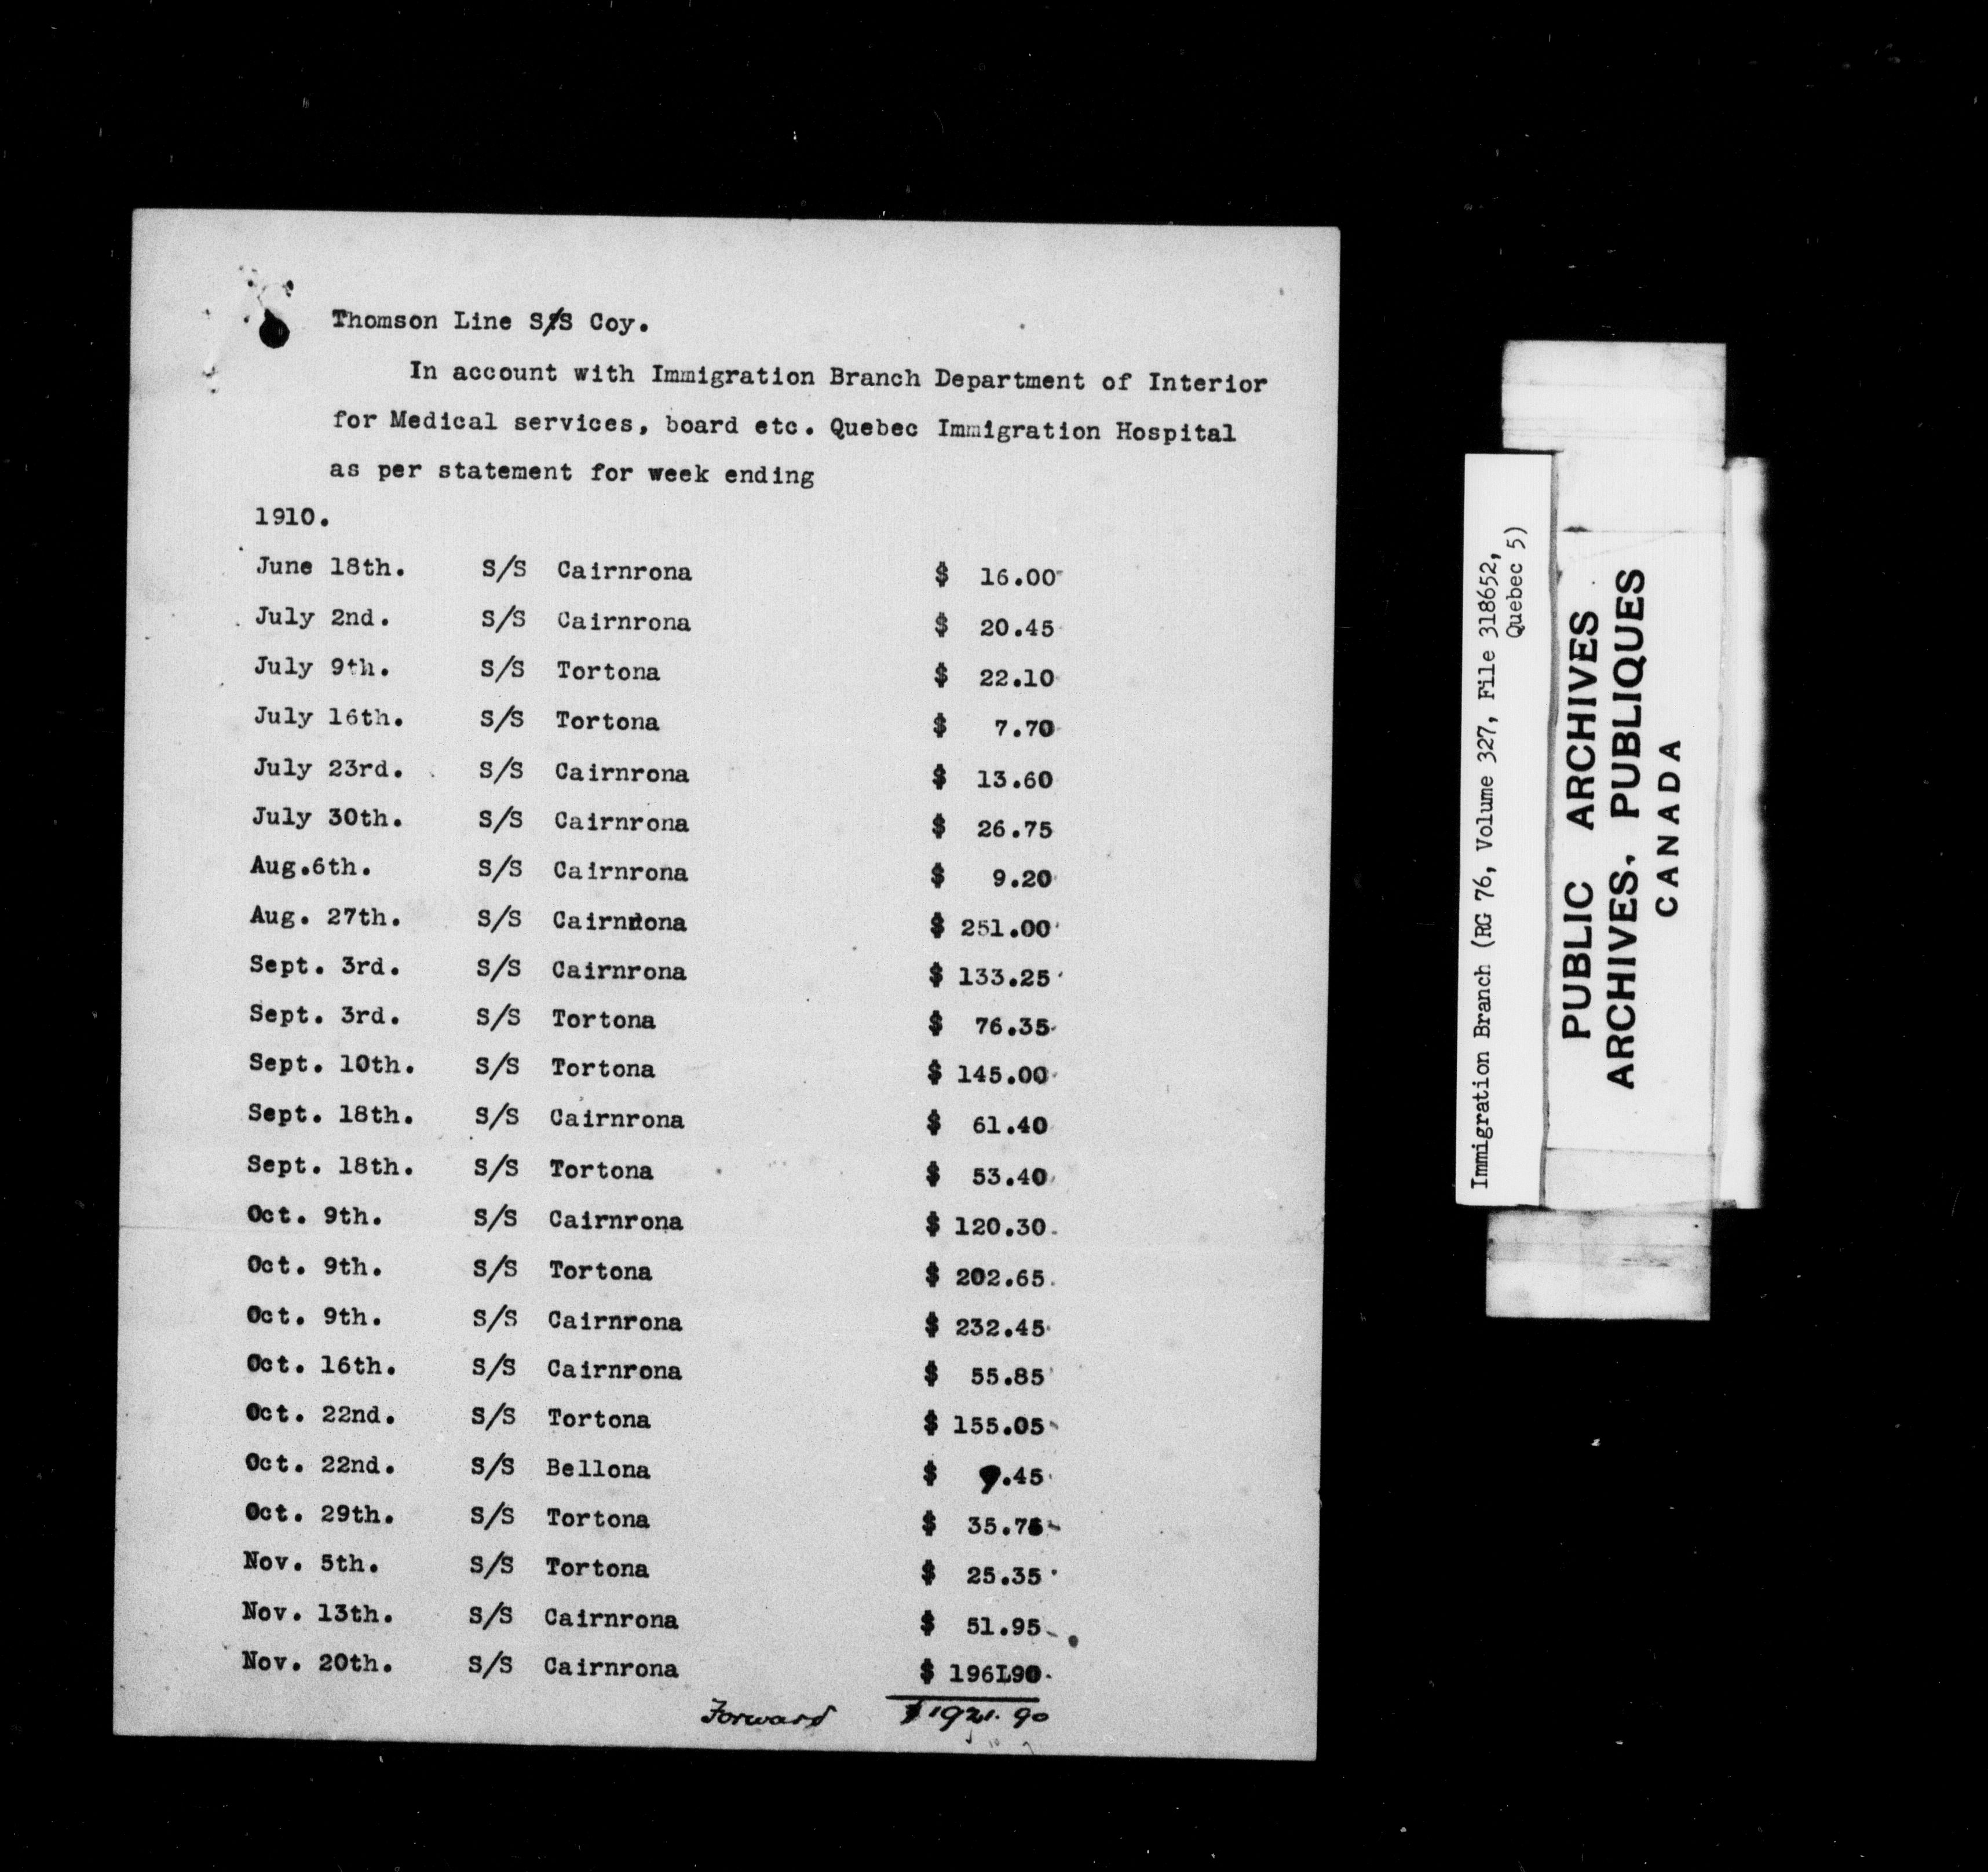 Thomson Line S/S Coy.
In account with Immigration Branch Department of Interior
for Medical services, board etc. Quebec Immigration Hospital
as per statement for week ending
1910.
June 18th. S/S Cairnrona $ 16.00
July 2nd. S/S Cairnrona $ 20.45
July 9th. S/S Tortona $ 22.10
July 16th. S/S Tortona $ 7.70
July 23rd. S/S Cairnrona $ 13.60
July 30th. S/S Cairnrona $ 26.75
Aug.6th. S/S Cairnrona $ 9.20
Aug. 27th. S/S Cairnrona $ 251.00
Sept. 3rd. S/S Cairnrona $ 133.25
Sept. 3rd. S/S Tortona $ 76.35
Sept. 10th. S/S Tortona $ 145.00
Sept. 18th. S/S Cairnrona $ 61.40
Sept. 18th. S/S Tortona $ 53.40
Oct. 9th. S/S Cairnrona $ 120.30
Oct. 9th. S/S Tortona $ 202.65
Oct. 9th. S/S Cairnrona $ 232.45
Oct. 16th. S/S Cairnrona $ 55.85
Oct. 22nd. S/S Tortona $ 155.05
Oct. 22nd. S/S Bellona $ 9.45
Oct. 29th. S/S Tortona $ 35.75
Nov. 5th. S/S Tortona $ 25.35
Nov. 13th. S/S Cairnrona $ 51.95
Nov. 20th. S/S Cairnrona $ 196L90
Forward $1921.90
Immigration Branch (RG 76, Volume 327, File 318652,
Quebec 5)
PUBLIC ARCHIVES
ARCHIVES PUBLIQUES
CANADA